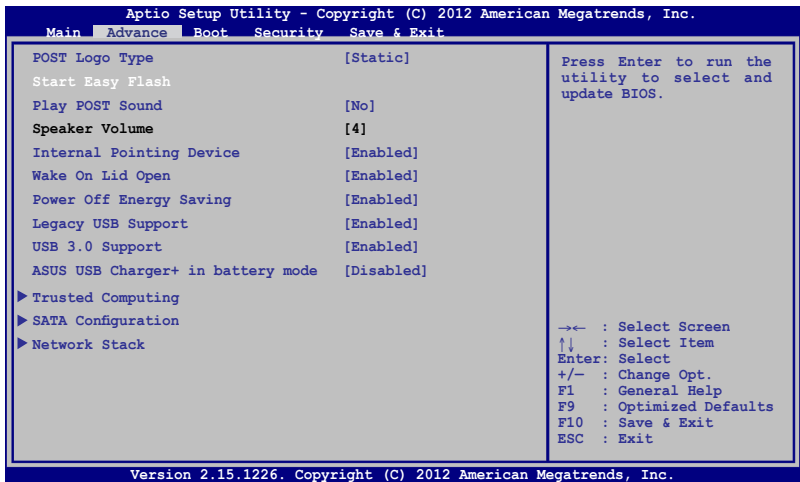 Aptio Setup Utility - Copyright (C) 2012 American Megatrends, Inc.
Main Advance Boot Security Save & Exit
POST Logo Type [Static]
Start Easy Flash
Play POST Sound [No]
Speaker Volume [4]
Internal Pointing Device [Enabled]
Wake On Lid Open [Enabled]
Power Off Energy Saving [Enabled]
Legacy USB Support [Enabled]
USB 3.0 Support [Enabled]
ASUS USB Charger+ in battery mode [Disabled]
Trusted Computing
SATA Configuration
Network Stack
Press Enter to run the
utility to select and
update BIOS.
→← : Select Screen
↑↓ : Select Item
Enter: Select
+/— : Change Opt.
F1 : General Help
F9 : Optimized Defaults
F10 : Save & Exit
ESC : Exit
Version 2.15.1226. Copyright (C) 2012 American Megatrends, Inc.